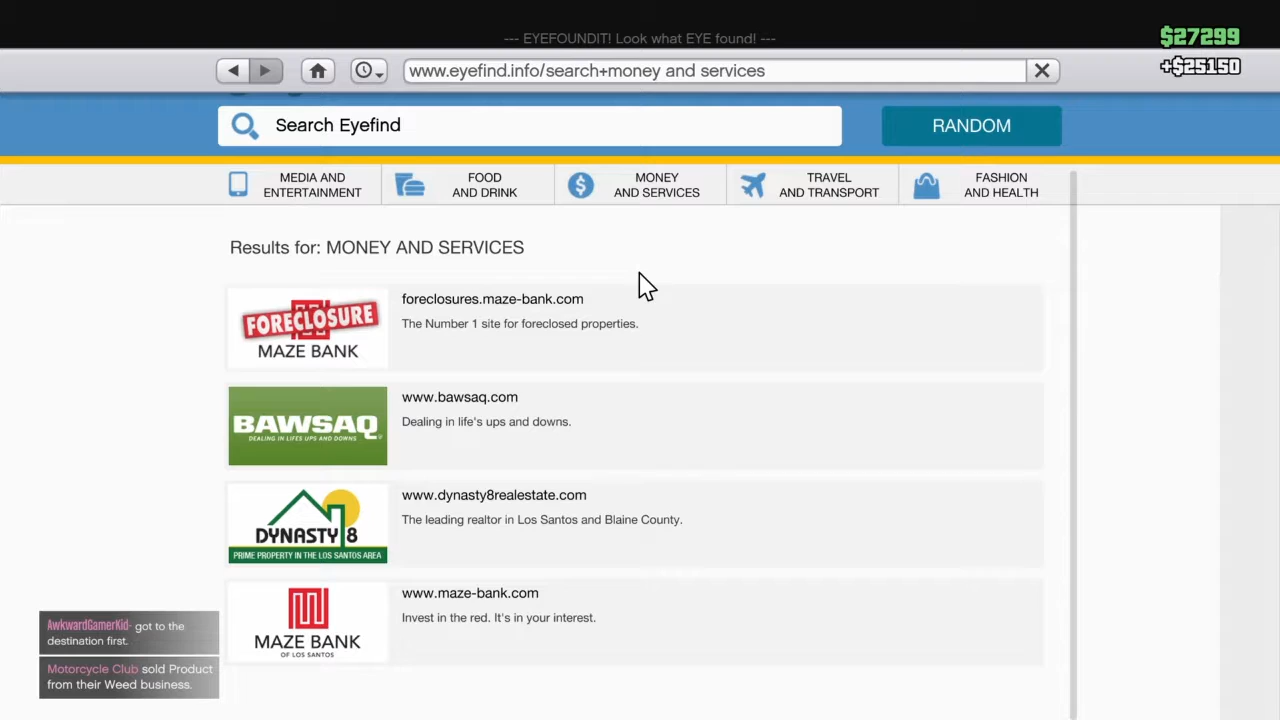 --- EYEFOUNDIT! Look what EYE found! ---
$27299
+$25150
www.eyefind.info/search+money and services
Search Eyefind
RANDOM
MEDIA AND
ENTERTAINMENT
FOOD
AND DRINK
MONEY
AND SERVICES
TRAVEL
AND TRANSPORT
FASHION
AND HEALTH
Results for: MONEY AND SERVICES
FORECLOSURE
MAZE BANK
foreclosures.maze-bank.com
The Number 1 site for foreclosed properties.
BAWSAQ
DEALING IN LIFES UPS AND DOWNS
www.bawsaq.com
Dealing in life's ups and downs.
DYNASTY 8
PRIME PROPERTY IN THE LOS SANTOS AREA
www.dynasty8realestate.com
The leading realtor in Los Santos and Blaine County.
MAZE BANK
OF LOS SANTOS
www.maze-bank.com
Invest in the red. It's in your interest.
AwkwardGamerKid- got to the
destination first.
Motorcycle Club sold Product
from their Weed business.